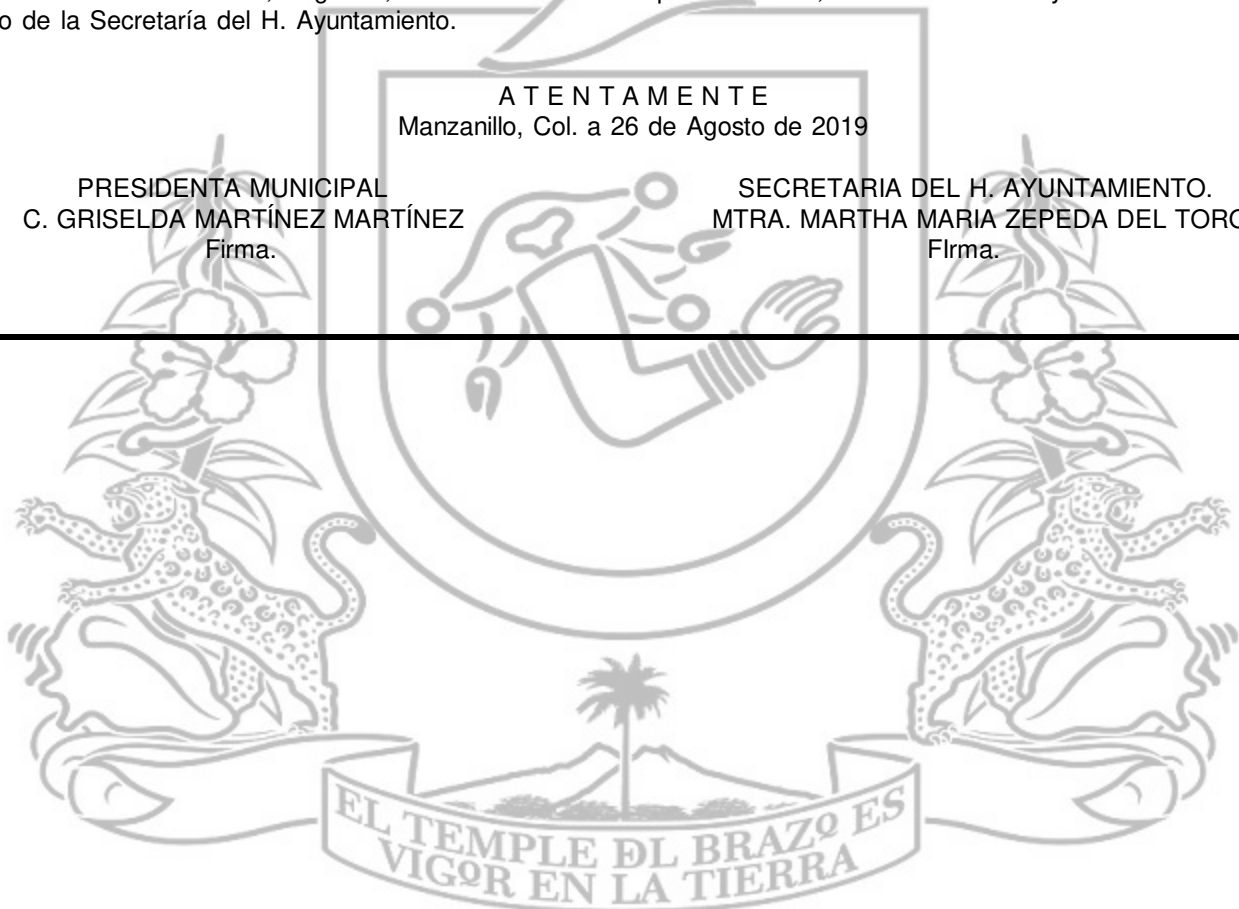 o de la Secretaría del H. Ayuntamiento.
A T E N T A M E N T E
Manzanillo, Col. a 26 de Agosto de 2019
PRESIDENTA MUNICIPAL
C. GRISELDA MARTÍNEZ MARTÍNEZ
Firma.
SECRETARIA DEL H. AYUNTAMIENTO.
MTRA. MARTHA MARIA ZEPEDA DEL TORO
FIrma.
EL TEMPLE ĐL BRAZº ES
VIGºR EN LA TIERRA